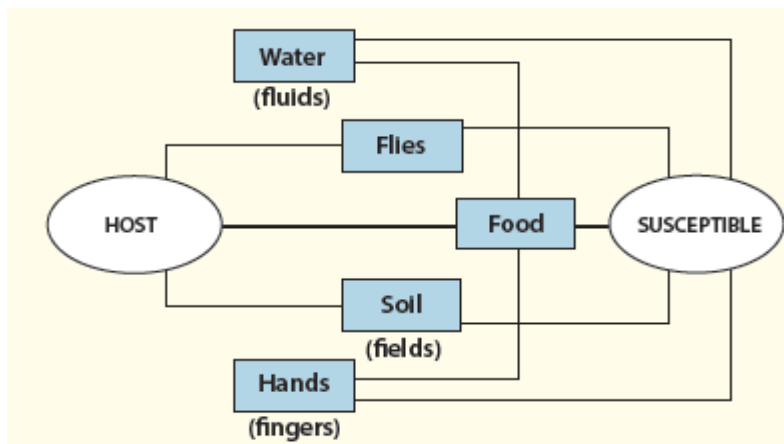 Water
(fluids)
Flies
HOST
Food
SUSCEPTIBLE
Soil
(fields)
Hands
(fingers)